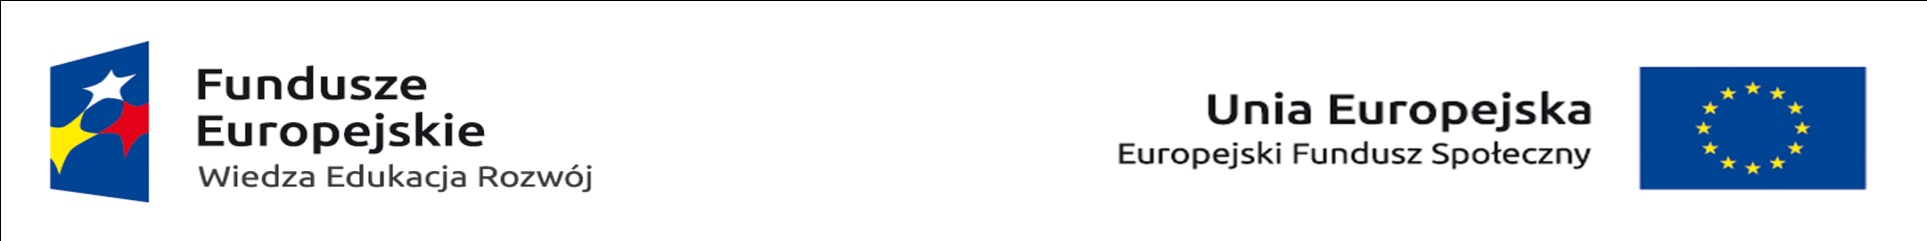 Fundusze
Europejskie
Wiedza Edukacja Rozwój
Unia Europejska
Europejski Fundusz Społeczny